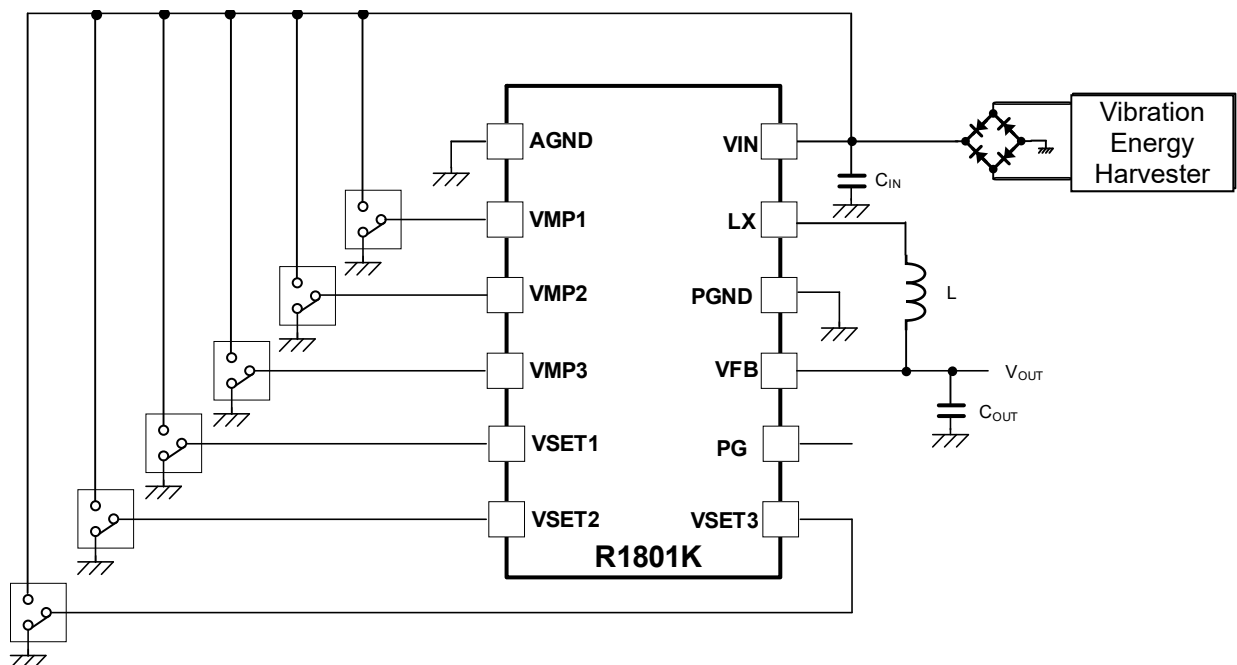 AGND
VIN
Vibration
Energy
Harvester
CIN
VMP1
LX
VMP2
PGND
L
VMP3
VFB
VOUT
COUT
VSET1
PG
VSET2
VSET3
R1801K